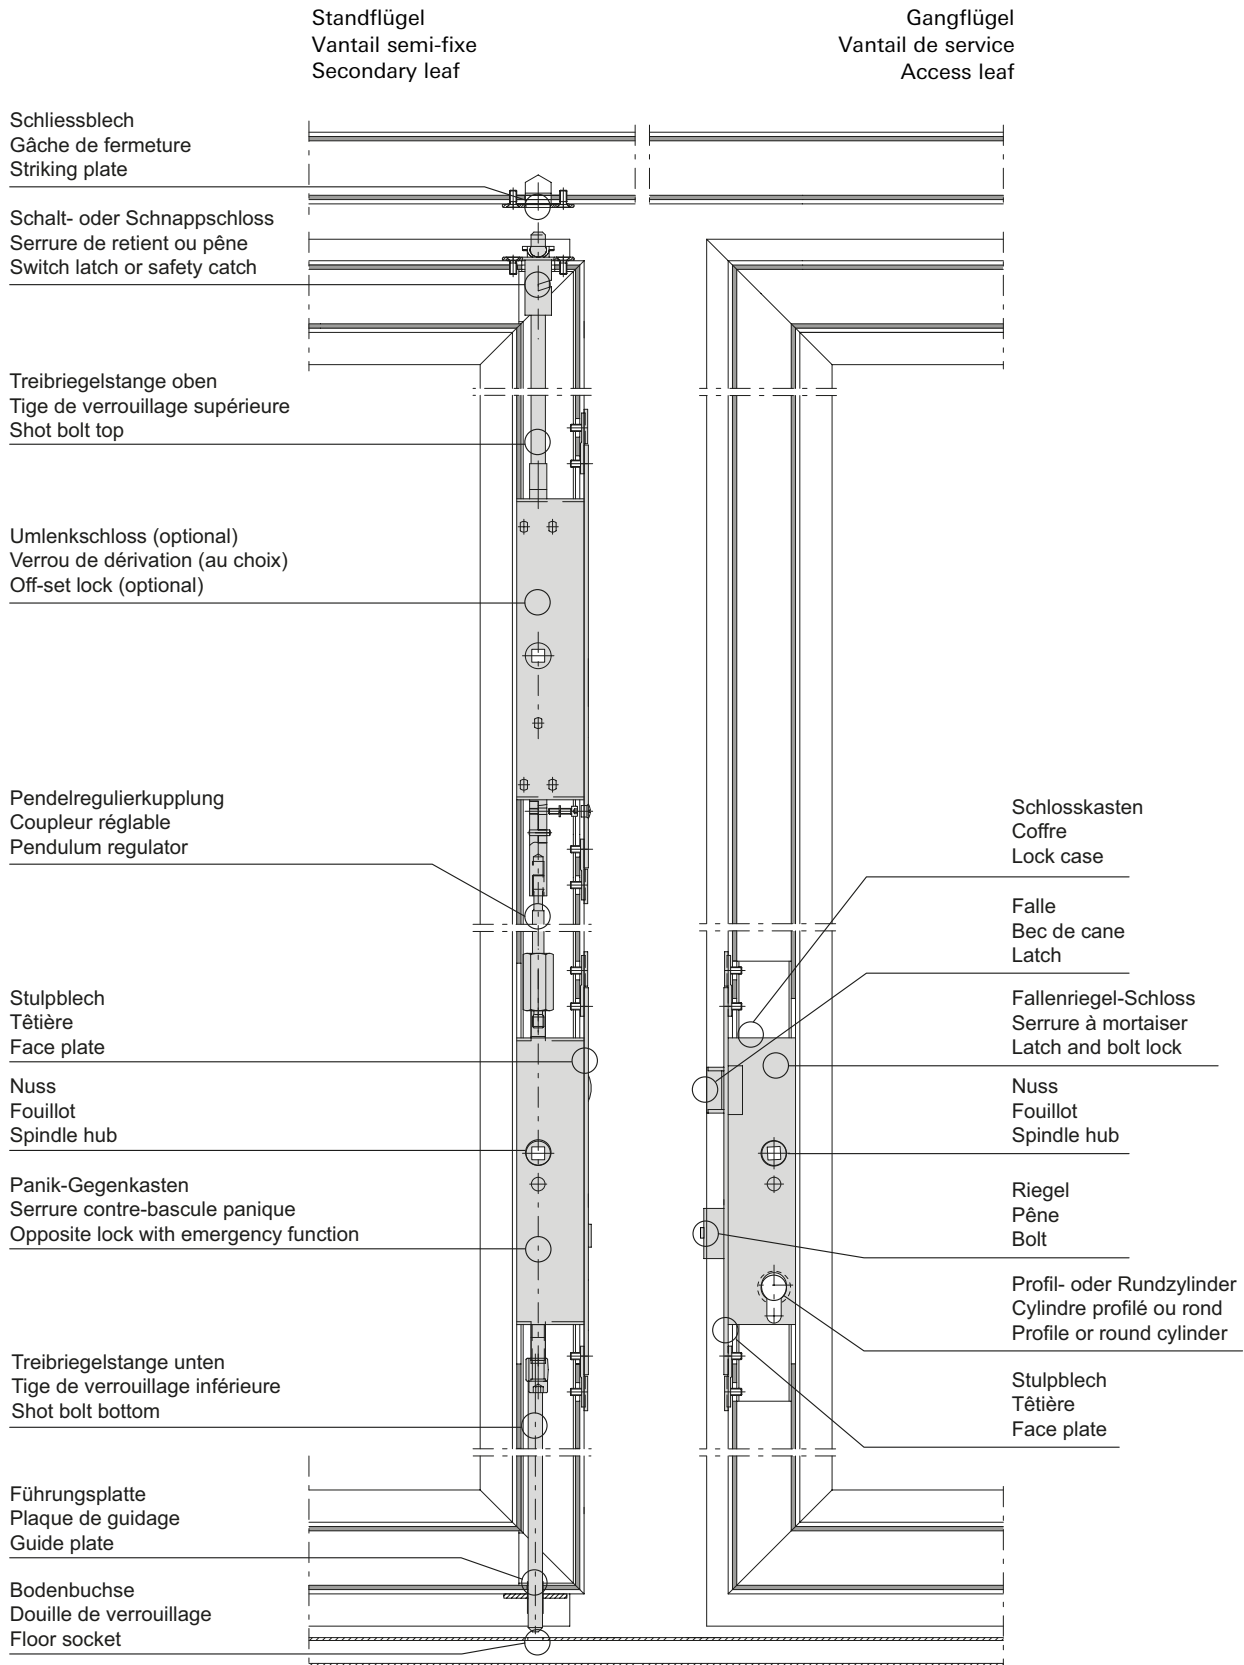 Standflügel
Vantail semi-fixe
Secondary leaf
Gangflügel
Vantail de service
Access leaf
Schliessblech
Gâche de fermeture
Striking plate
Schalt- oder Schnappschloss
Serrure de retient ou pêne
Switch latch or safety catch
Treibriegelstange oben
Tige de verrouillage supérieure
Shot bolt top
Umlenkschloss (optional)
Verrou de dérivation (au choix)
Off-set lock (optional)
Pendelregulierkupplung
Coupleur réglable
Pendulum regulator
Stulpblech
Têtière
Face plate
Nuss
Fouillot
Spindle hub
Panik-Gegenkasten
Serrure contre-bascule panique
Opposite lock with emergency function
Treibriegelstange unten
Tige de verrouillage inférieure
Shot bolt bottom
Führungsplatte
Plaque de guidage
Guide plate
Bodenbuchse
Douille de verrouillage
Floor socket
Schlosskasten
Coffre
Lock case
Falle
Bec de cane
Latch
Fallenriegel-Schloss
Serrure à mortaiser
Latch and bolt lock
Nuss
Fouillot
Spindle hub
Riegel
Pêne
Bolt
Profil- oder Rundzylinder
Cylindre profilé ou rond
Profile or round cylinder
Stulpblech
Têtière
Face plate